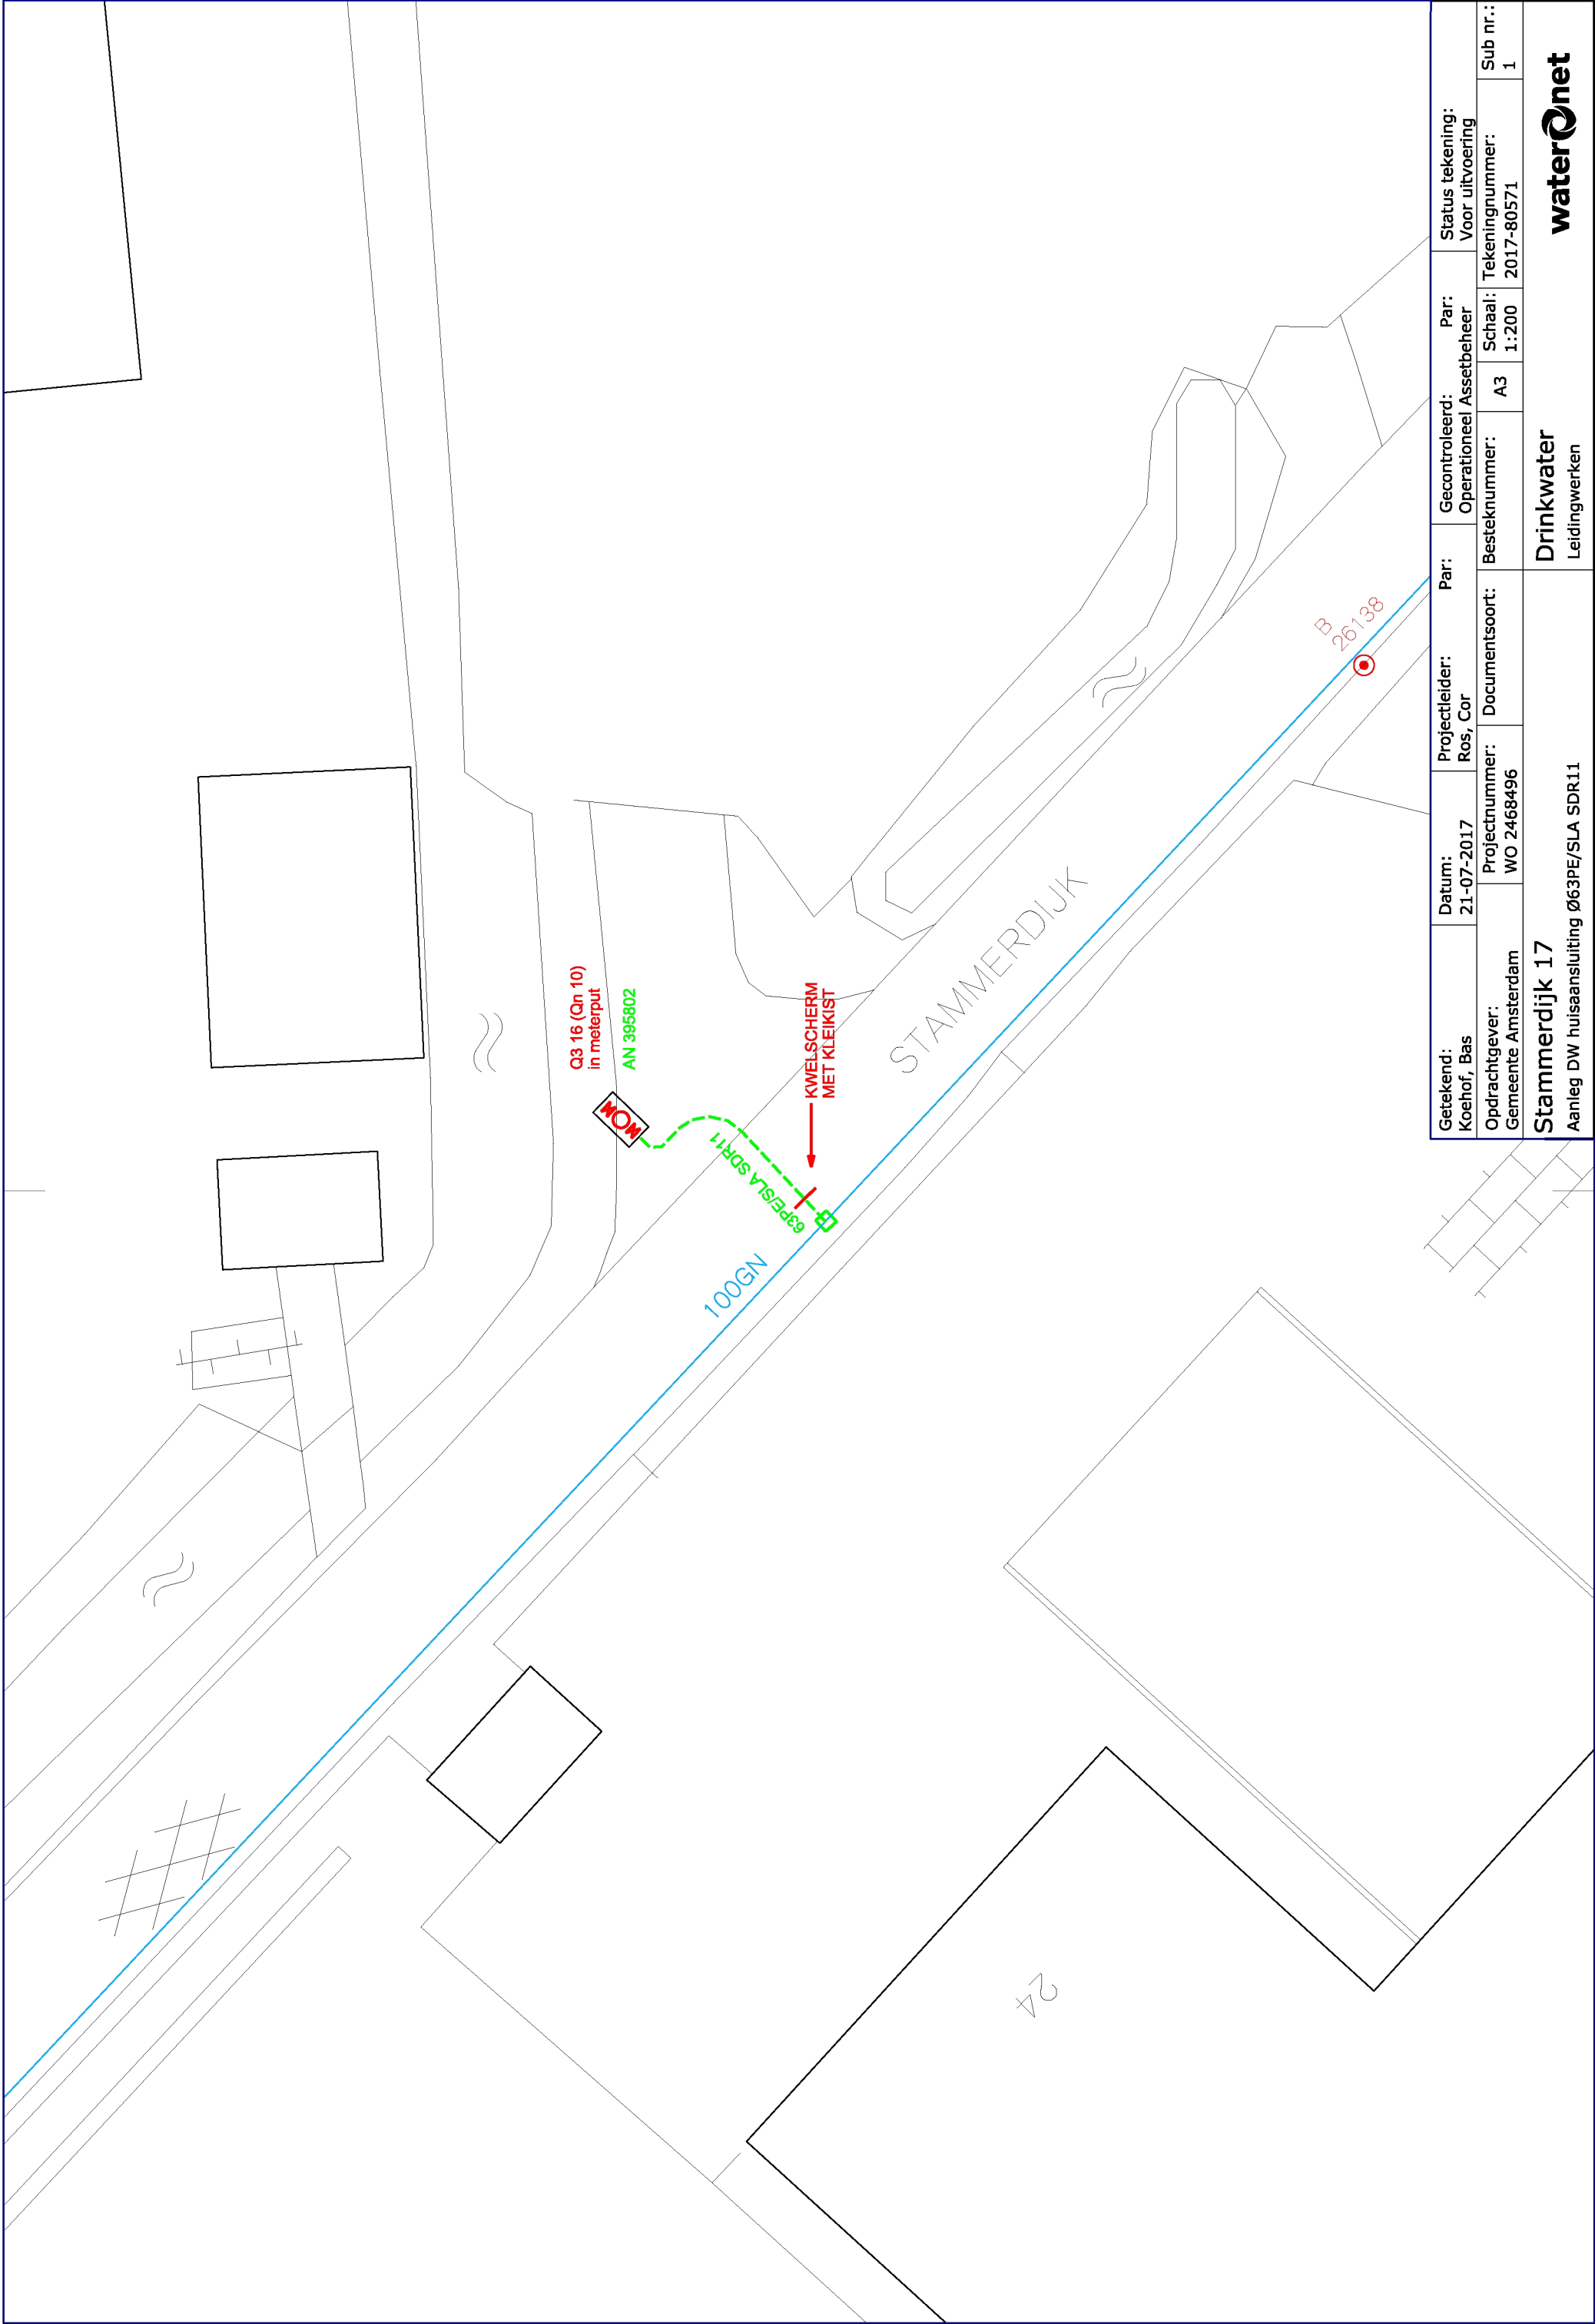 Q3 16 (Qn 10)
in meterput
AN 395802
KWELSCHERM
MET KLEIKIST
63PE/SLA SDR11
100GN
STAMMERDIJK
B
26138
24
Getekend:
Koehof, Bas
Datum:
21-07-2017
Projectleider:
Ros, Cor
Par:
Gecontroleerd:
Operationeel Assetbeheer
Par:
Status tekening:
Voor uitvoering
Opdrachtgever:
Gemeente Amsterdam
Projectnummer:
WO 2468496
Documentsoort:
Besteknummer:
A3
Schaal:
1:200
Tekeningnummer:
2017-80571
Sub nr.:
1
Stammerdijk 17
Aanleg DW huisaansluiting Ø63PE/SLA SDR11
Drinkwater
Leidingwerken
waternet